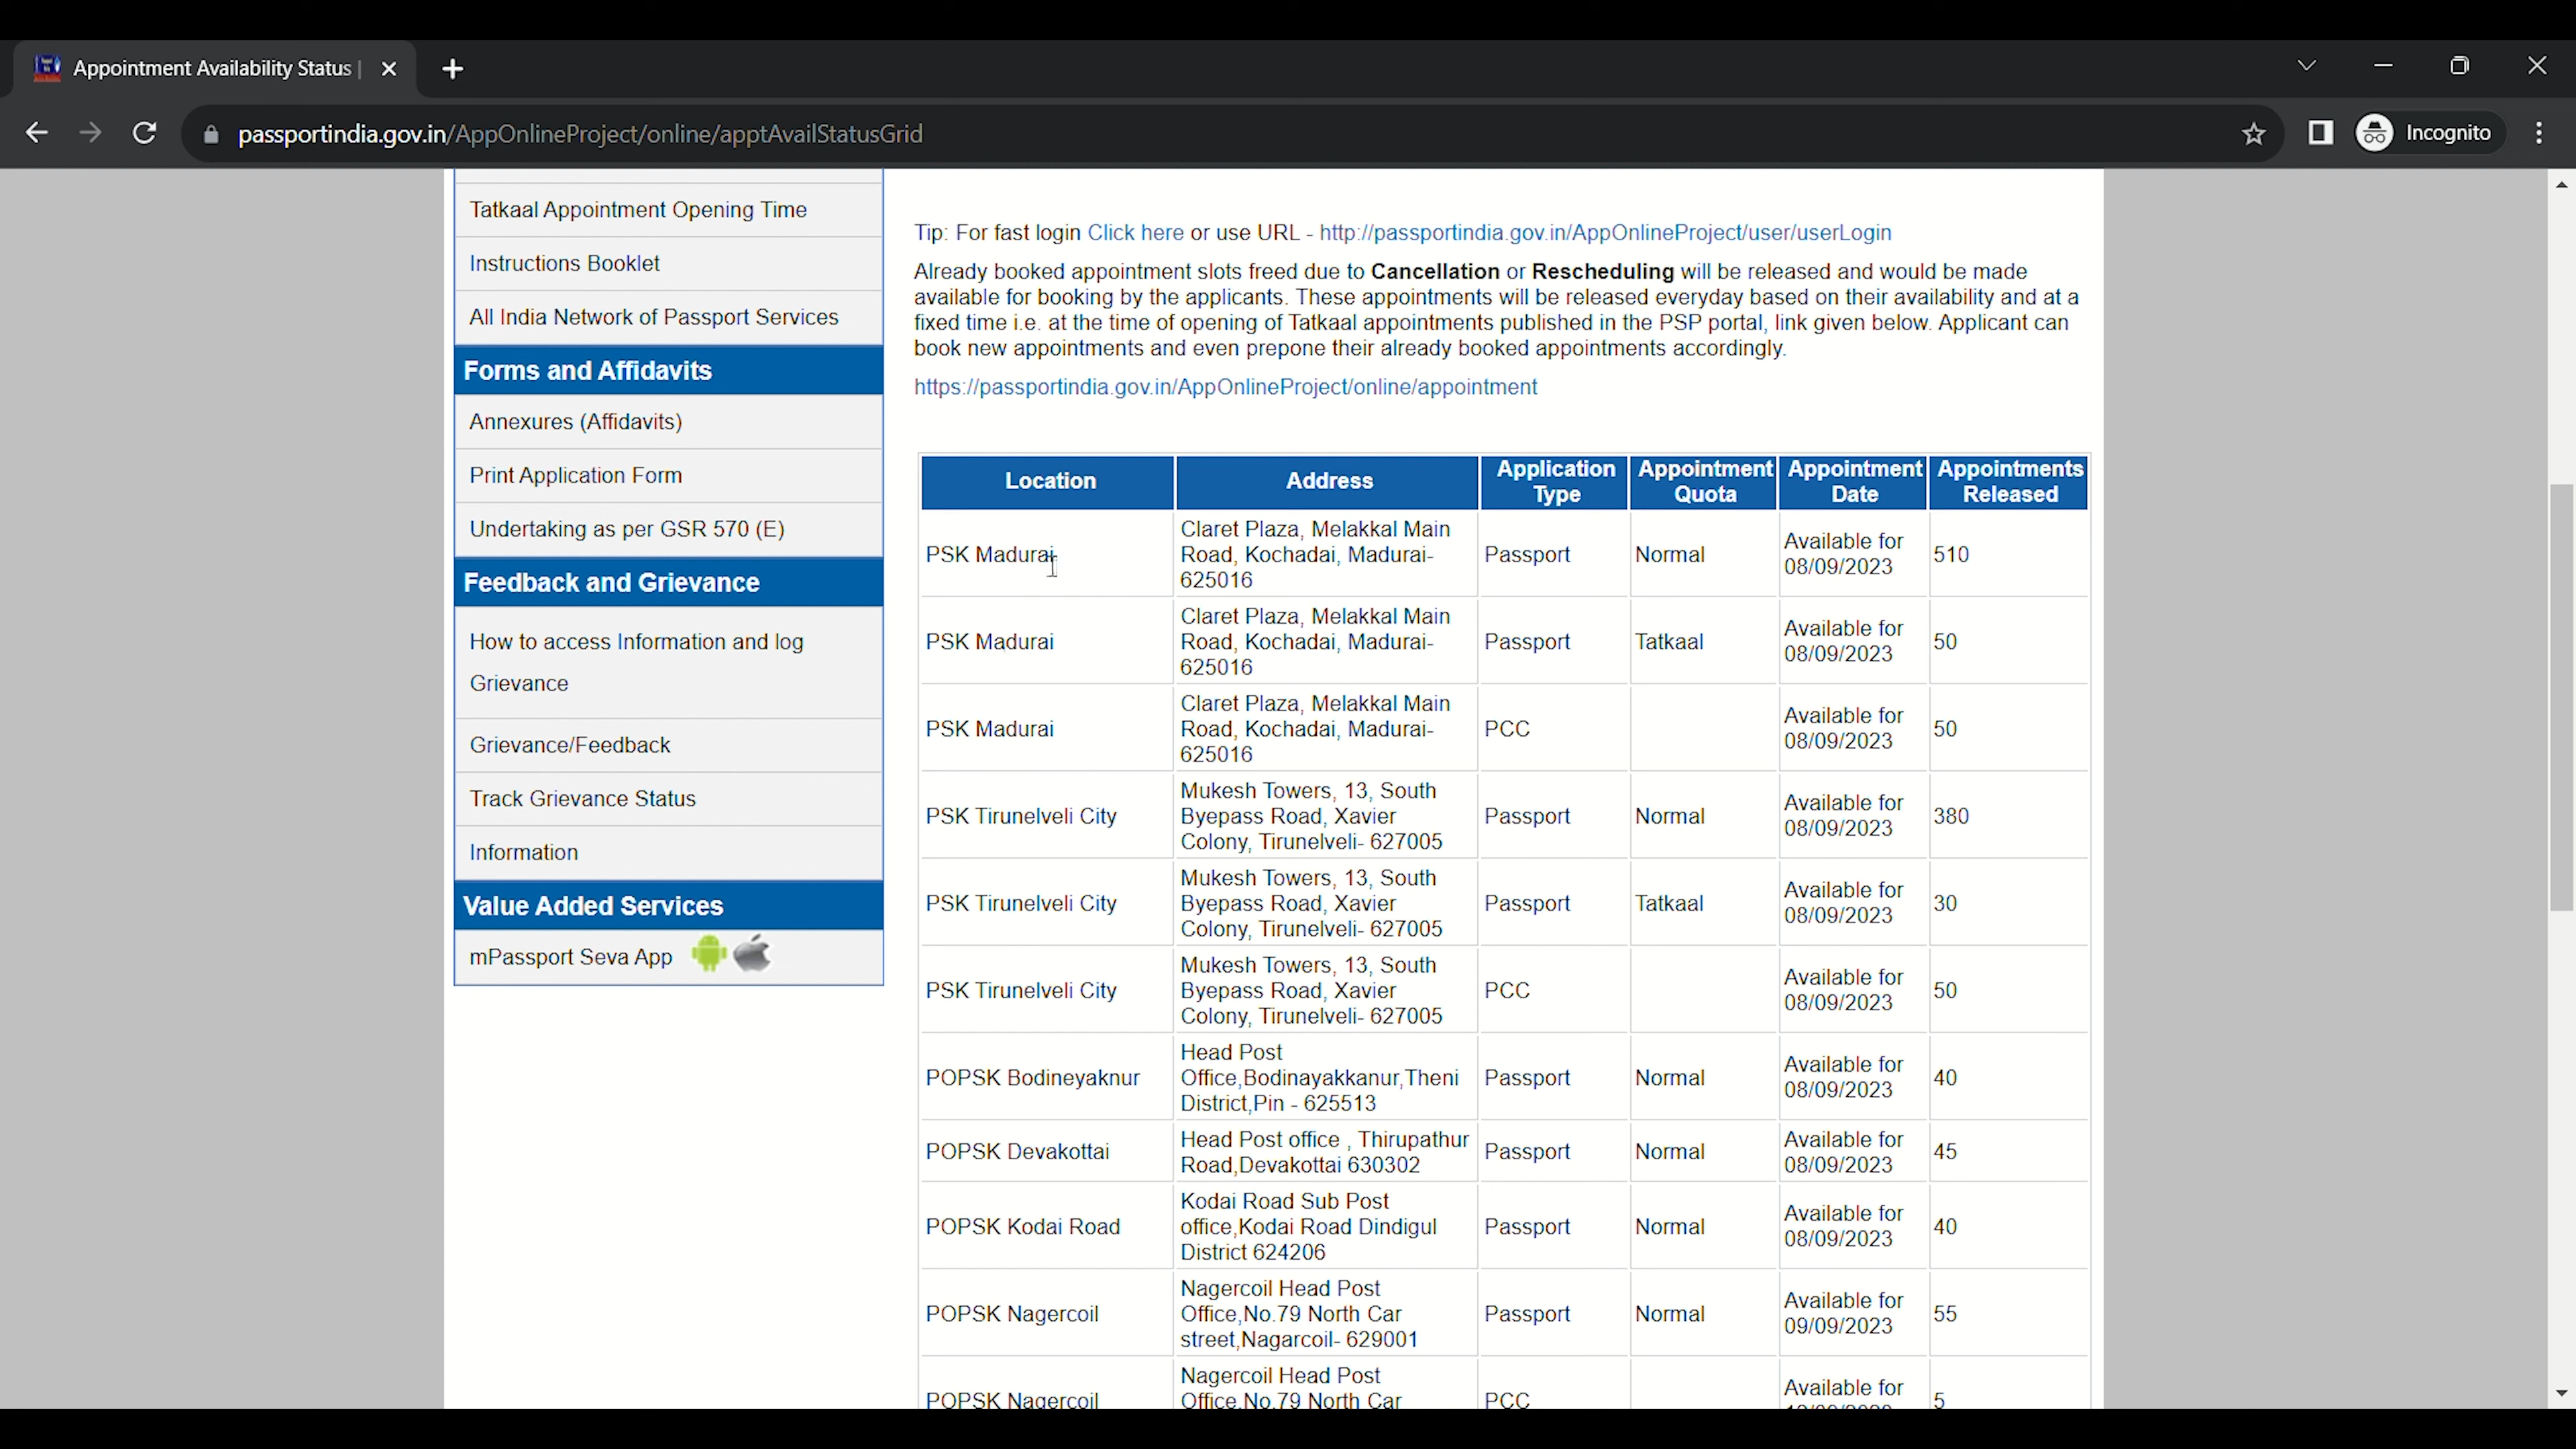 Appointment Availability Status |
passportindia.gov.in/AppOnlineProject/online/apptAvailStatusGrid
Incognito
Tatkaal Appointment Opening Time
Instructions Booklet
All India Network of Passport Services
Forms and Affidavits
Annexures (Affidavits)
Print Application Form
Undertaking as per GSR 570 (E)
Feedback and Grievance
How to access Information and log
Grievance
Grievance/Feedback
Track Grievance Status
Information
Value Added Services
mPassport Seva App
Tip: For fast login Click here or use URL - http://passportindia.gov.in/AppOnlineProject/user/userLogin
Already booked appointment slots freed due to Cancellation or Rescheduling will be released and would be made
available for booking by the applicants. These appointments will be released everyday based on their availability and at a
fixed time i.e. at the time of opening of Tatkaal appointments published in the PSP portal, link given below. Applicant can
book new appointments and even prepone their already booked appointments accordingly.
https://passportindia.gov.in/AppOnlineProject/online/appointment
Location
Address
Application
Type
Appointment
Quota
Appointment
Date
Appointments
Released
PSK Madurai
Claret Plaza, Melakkal Main
Road, Kochadai, Madurai-
625016
Passport
Normal
Available for
08/09/2023
510
PSK Madurai
Claret Plaza, Melakkal Main
Road, Kochadai, Madurai-
625016
Passport
Tatkaal
Available for
08/09/2023
50
PSK Madurai
Claret Plaza, Melakkal Main
Road, Kochadai, Madurai-
625016
PCC
Available for
08/09/2023
50
PSK Tirunelveli City
Mukesh Towers, 13, South
Byepass Road, Xavier
Colony, Tirunelveli- 627005
Passport
Normal
Available for
08/09/2023
380
PSK Tirunelveli City
Mukesh Towers, 13, South
Byepass Road, Xavier
Colony, Tirunelveli- 627005
Passport
Tatkaal
Available for
08/09/2023
30
PSK Tirunelveli City
Mukesh Towers, 13, South
Byepass Road, Xavier
Colony, Tirunelveli- 627005
PCC
Available for
08/09/2023
50
POPSK Bodineyaknur
Head Post
Office,Bodinayakkanur,Theni
District,Pin - 625513
Passport
Normal
Available for
08/09/2023
40
POPSK Devakottai
Head Post office , Thirupathur
Road,Devakottai 630302
Passport
Normal
Available for
08/09/2023
45
POPSK Kodai Road
Kodai Road Sub Post
office,Kodai Road Dindigul
District 624206
Passport
Normal
Available for
08/09/2023
40
POPSK Nagercoil
Nagercoil Head Post
Office,No.79 North Car
street,Nagarcoil- 629001
Passport
Normal
Available for
09/09/2023
55
POPSK Nagercoil
Nagercoil Head Post
Office,No.79 North Car
PCC
Available for
5